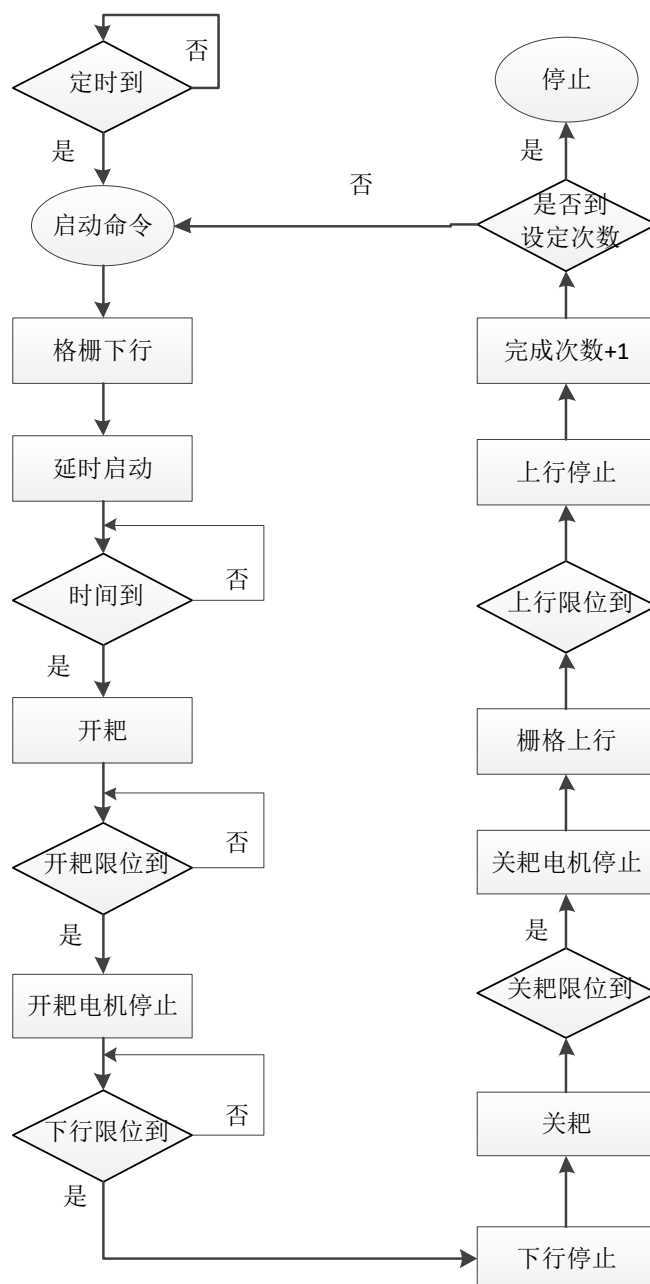 否
定时到
是
启动命令
格栅下行
延时启动
时间到
否
是
开耙
开耙限位到
否
是
开耙电机停止
下行限位到
否
是
下行停止
关耙
关耙限位到
是
关耙电机停止
栅格上行
上行限位到
上行停止
完成次数+1
是否到
设定次数
否
是
停止